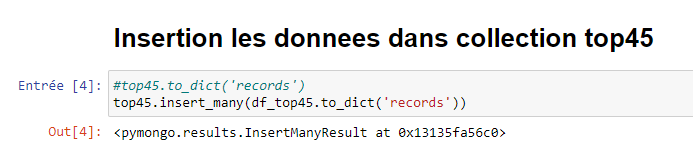 Insertion les donnees dans collection top45
Entrée [4]: #top45.to_dict('records')
top45.insert_many(df_top45.to_dict('records'))
Out[4]: <pymongo.results.InsertManyResult at 0x13135fa56c0>